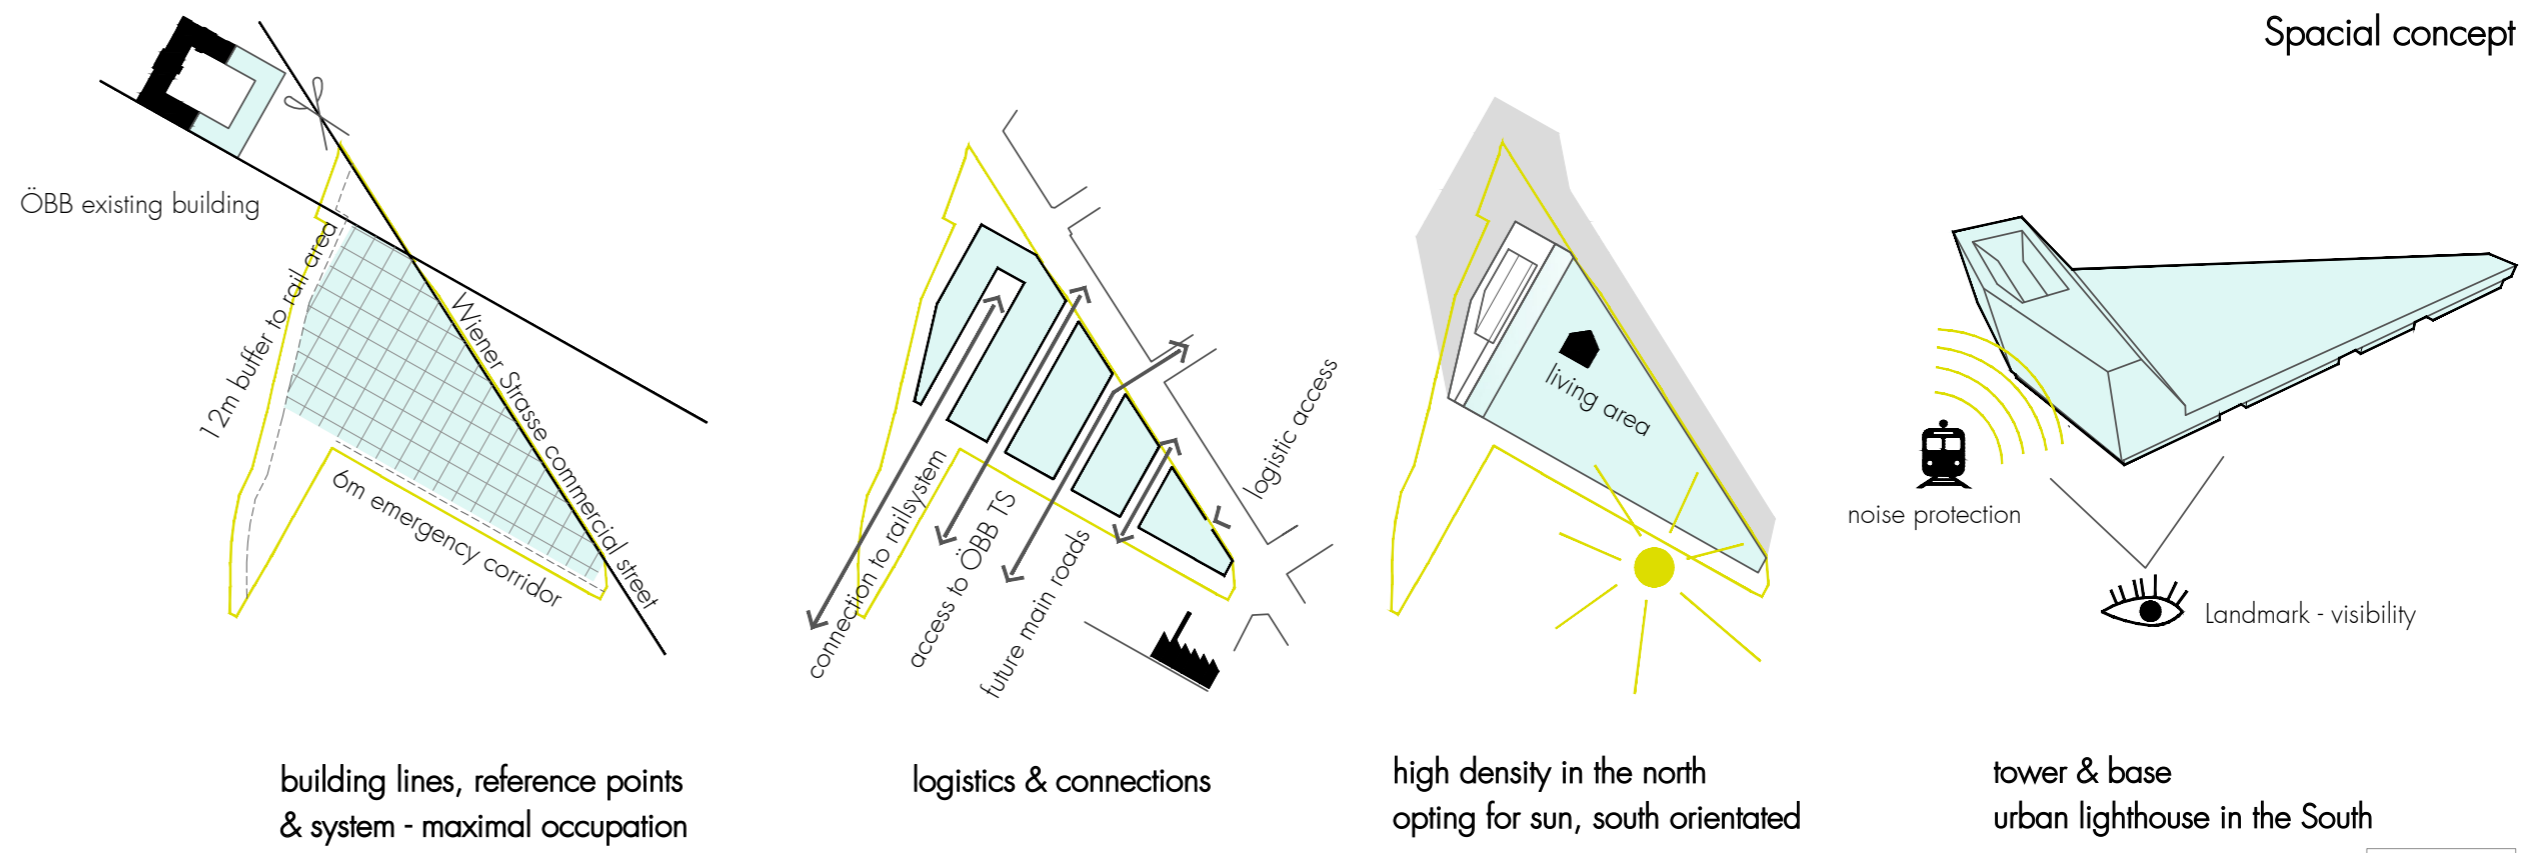 Spacial concept
ÖBB existing building
12m buffer to rail area
Wiener Strasse commercial street
6m emergency corridor
building lines, reference points
& system - maximal occupation
connection to railsystem
access to ÖBB TS
future main roads
logistic access
logistics & connections
living area
high density in the north
opting for sun, south orientated
noise protection
Landmark - visibility
tower & base
urban lighthouse in the South